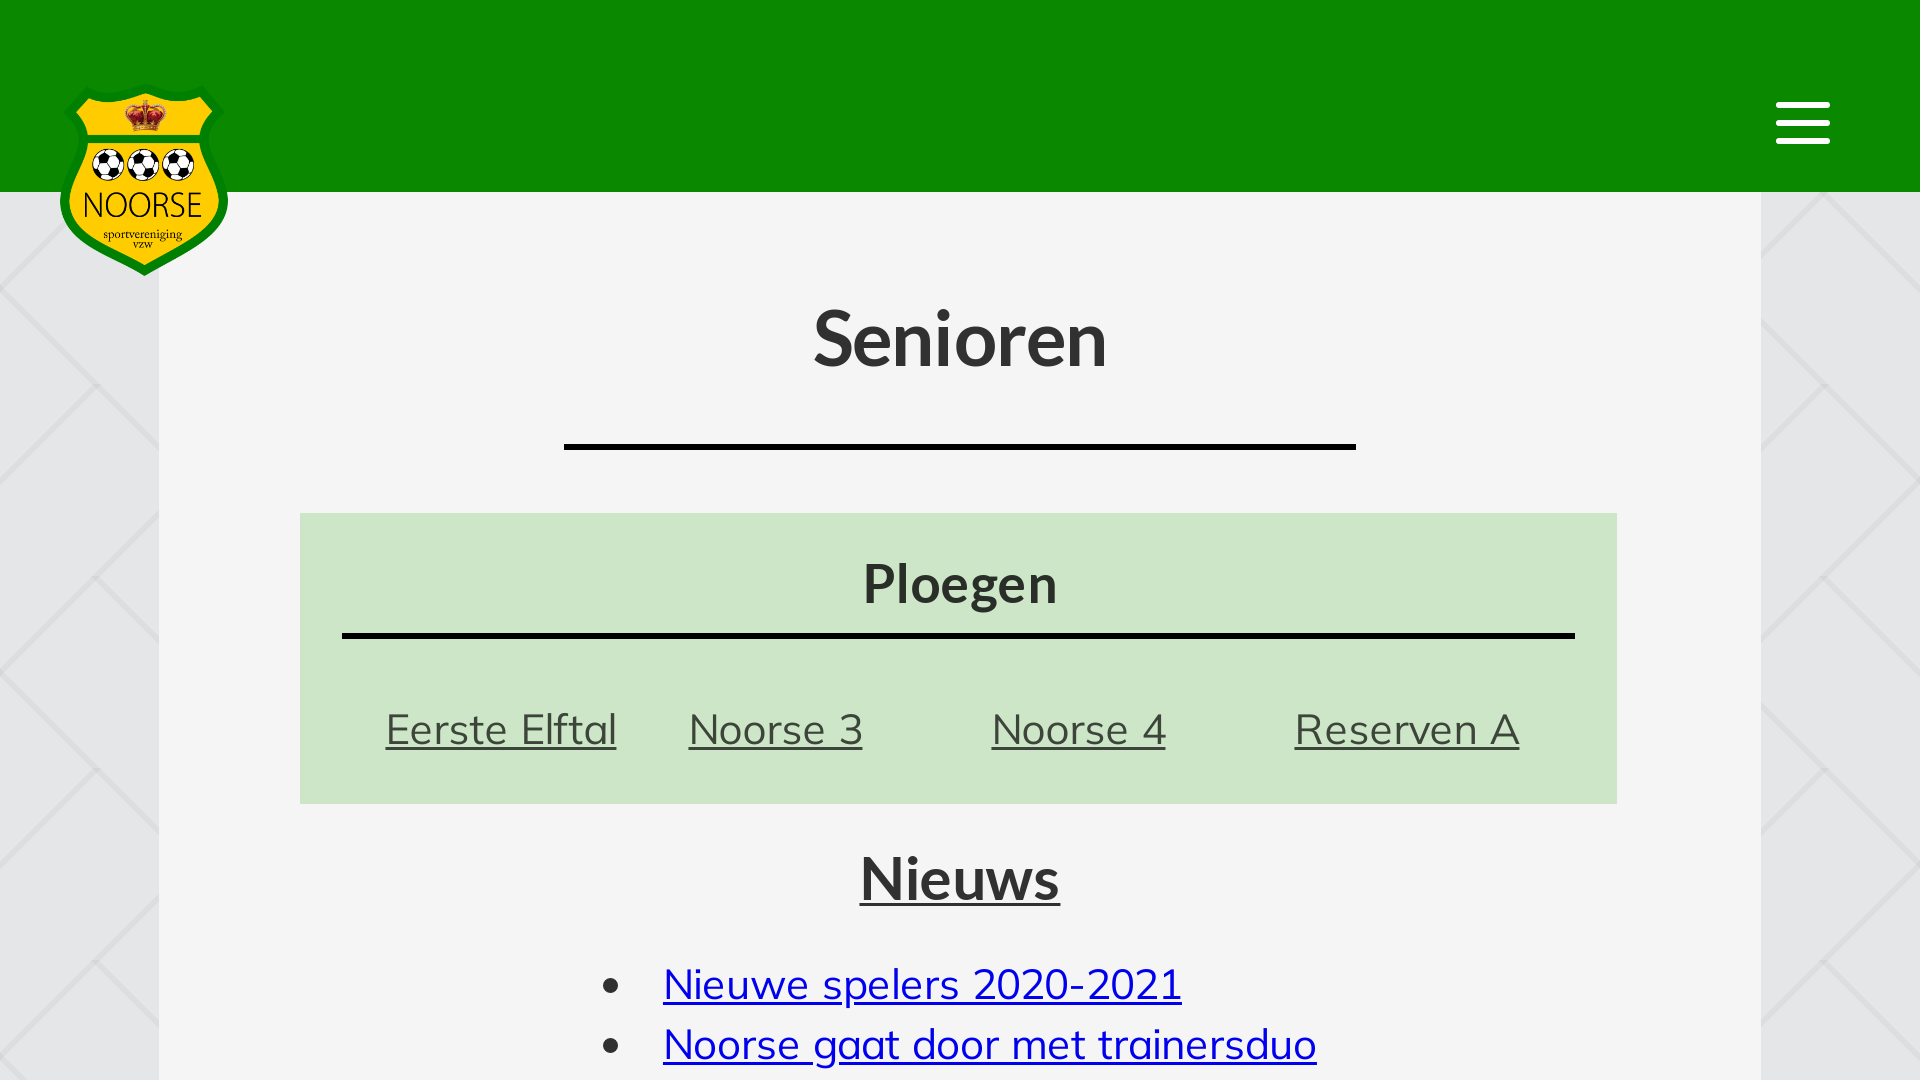 NOORSE
sportvereniging
vzw
Senioren
Ploegen
Eerste Elftal
Noorse 3
Noorse 4
Reserven A
Nieuws
Nieuwe spelers 2020-2021
Noorse gaat door met trainersduo